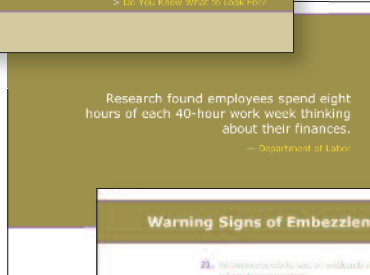 > Do You Know What to Look For?
Research found employees spend eight
hours of each 40-hour work week thinking
about their finances.
— Department of Labor
Warning Signs of Embezzlem
21.